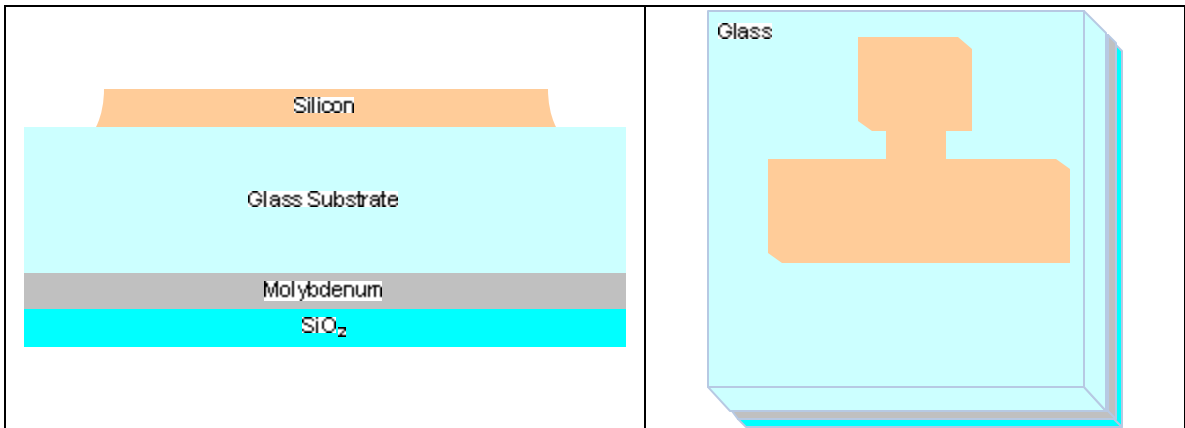 Silicon
Glass Substrate
Molybdenum
SiO₂
Glass